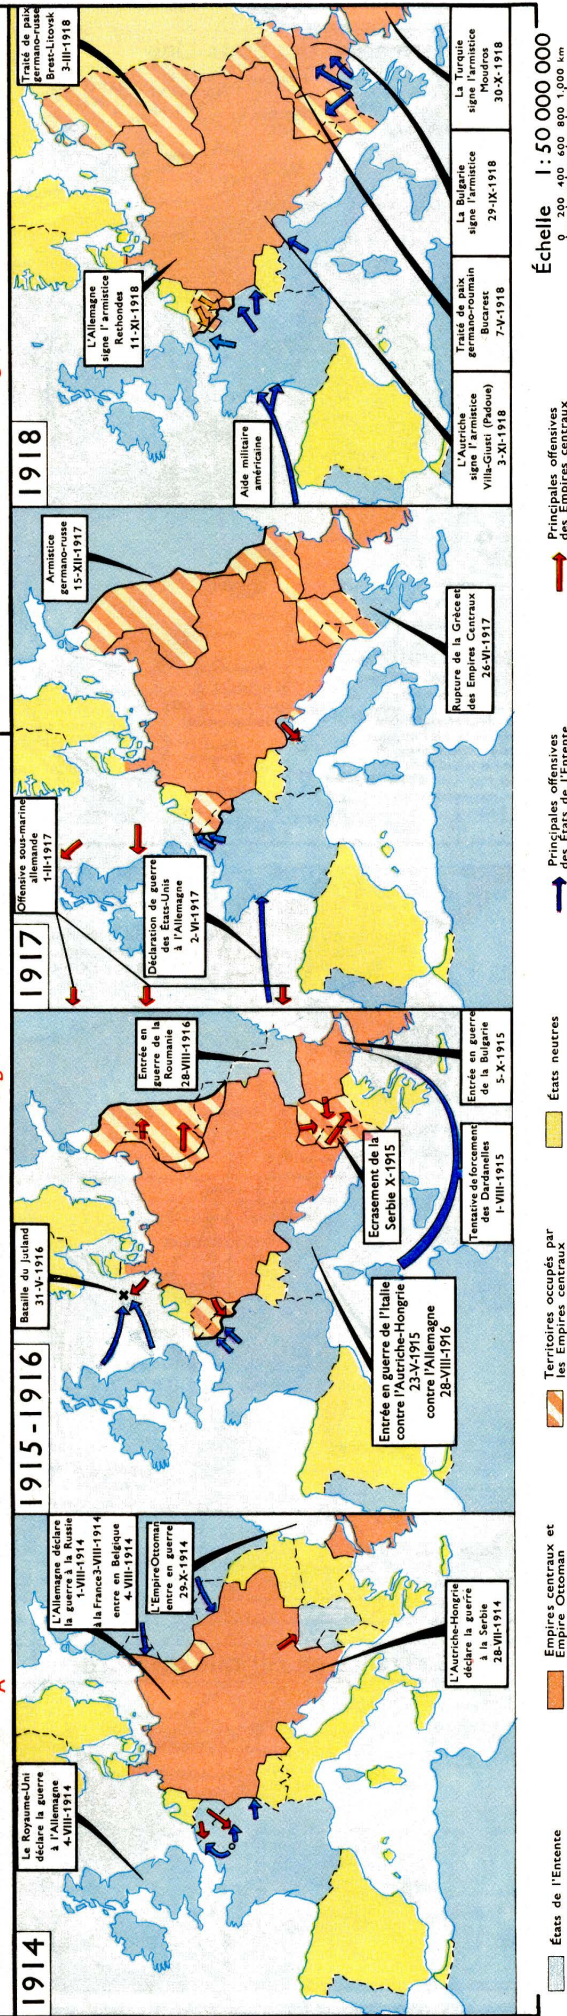 1914
Le Royaume-Uni
déclare la guerre
à l'Allemagne
4-VIII-1914
L'Allemagne déclare
la guerre à la Russie
1-VIII-1914
à la France 3-VIII-1914
entre en Belgique
4-VIII-1914
L'Empire Ottoman
entre en guerre
29-X-1914
L'Autriche-Hongrie
déclare la guerre
à la Serbie
28-VII-1914
1915-1916
Bataille du Jutland
31-V-1916
Entrée en
guerre de la
Roumanie
28-VIII-1916
Entrée en guerre de l'Italie
contre l'Autriche-Hongrie
23-V-1915
contre l'Allemagne
28-VIII-1916
Ecrasement de la
Serbie X-1915
Tentative de forcement
des Dardanelles
I-VIII-1915
Entrée en guerre
de la Bulgarie
5-X-1915
1917
Offensive sous-marine
allemande
1-II-1917
Déclaration de guerre
des États-Unis
à l'Allemagne
2-VI-1917
Armistice
germano-russe
15-XII-1917
Rupture de la Grèce et
des Empires Centraux
26-VI-1917
1918
L'Allemagne
signe l'armistice
Rethondes
11-XI-1918
Traité de paix
germano-russe
Brest-Litovsk
3-III-1918
Aide militaire
américaine
L'Autriche
signe l'armistice
Villa-Giusti (Padoue)
3-XI-1918
Traité de paix
germano-roumain
Bucarest
7-V-1918
La Bulgarie
signe l'armistice
29-IX-1918
La Turquie
signe l'armistice
Moudros
30-X-1918
États de l'Entente
Empires centraux et
Empire Ottoman
Territoires occupés par
les Empires centraux
États neutres
Principales offensives
des États de l'Entente
Principales offensives
des Empires centraux
Échelle 1:50 000 000
0 200 400 600 800 1,000 km